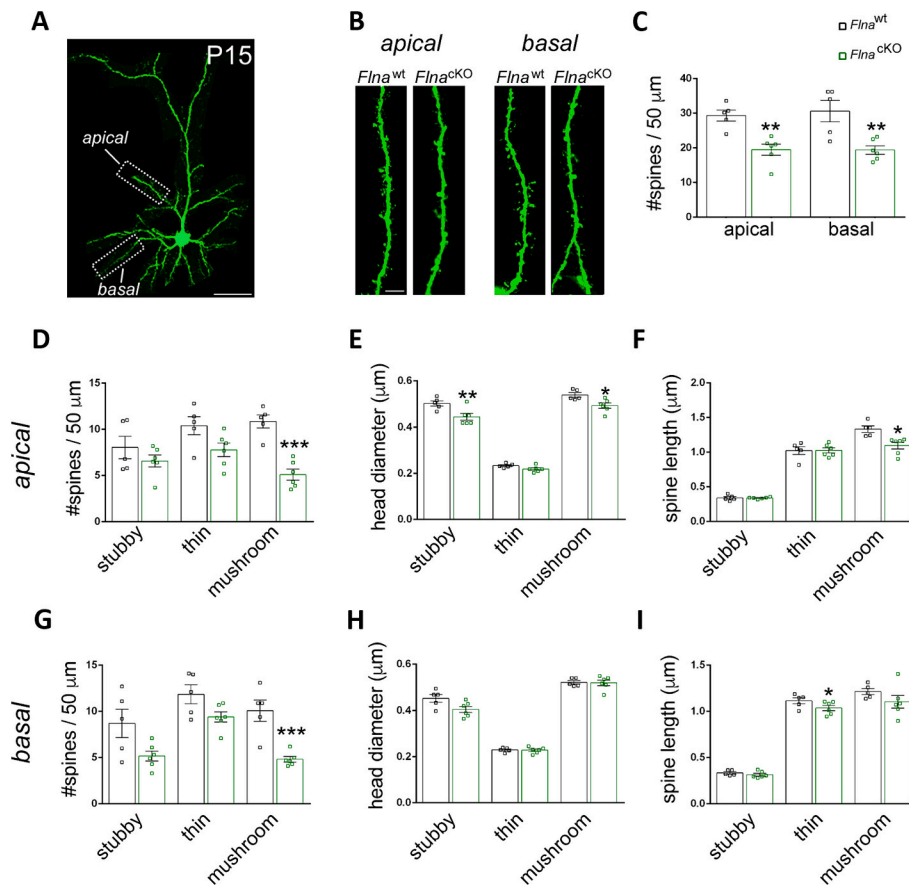 A
P15
apical
basal
B
apical basal
Flna^wt Flna^cKO Flna^wt Flna^cKO
C
Flna^wt
Flna^cKO
#spines / 50 µm
40
30
20
10
0
** **
apical basal
apical
D
#spines / 50 µm
15
10
5
0
***
stubby thin mushroom
E
head diameter (µm)
0.6
0.4
0.2
0.0
** *
stubby thin mushroom
F
spine length (µm)
2.0
1.5
1.0
0.5
0.0
*
stubby thin mushroom
basal
G
#spines / 50 µm
15
10
5
0
***
stubby thin mushroom
H
head diameter (µm)
0.6
0.4
0.2
0.0
stubby thin mushroom
I
spine length (µm)
2.0
1.5
1.0
0.5
0.0
*
stubby thin mushroom